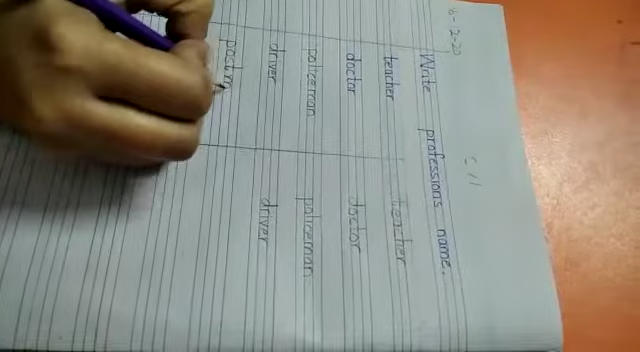 6-2-20
C W
Write professions name.
teacher teacher
doctor doctor
policeman policeman
driver driver
postm